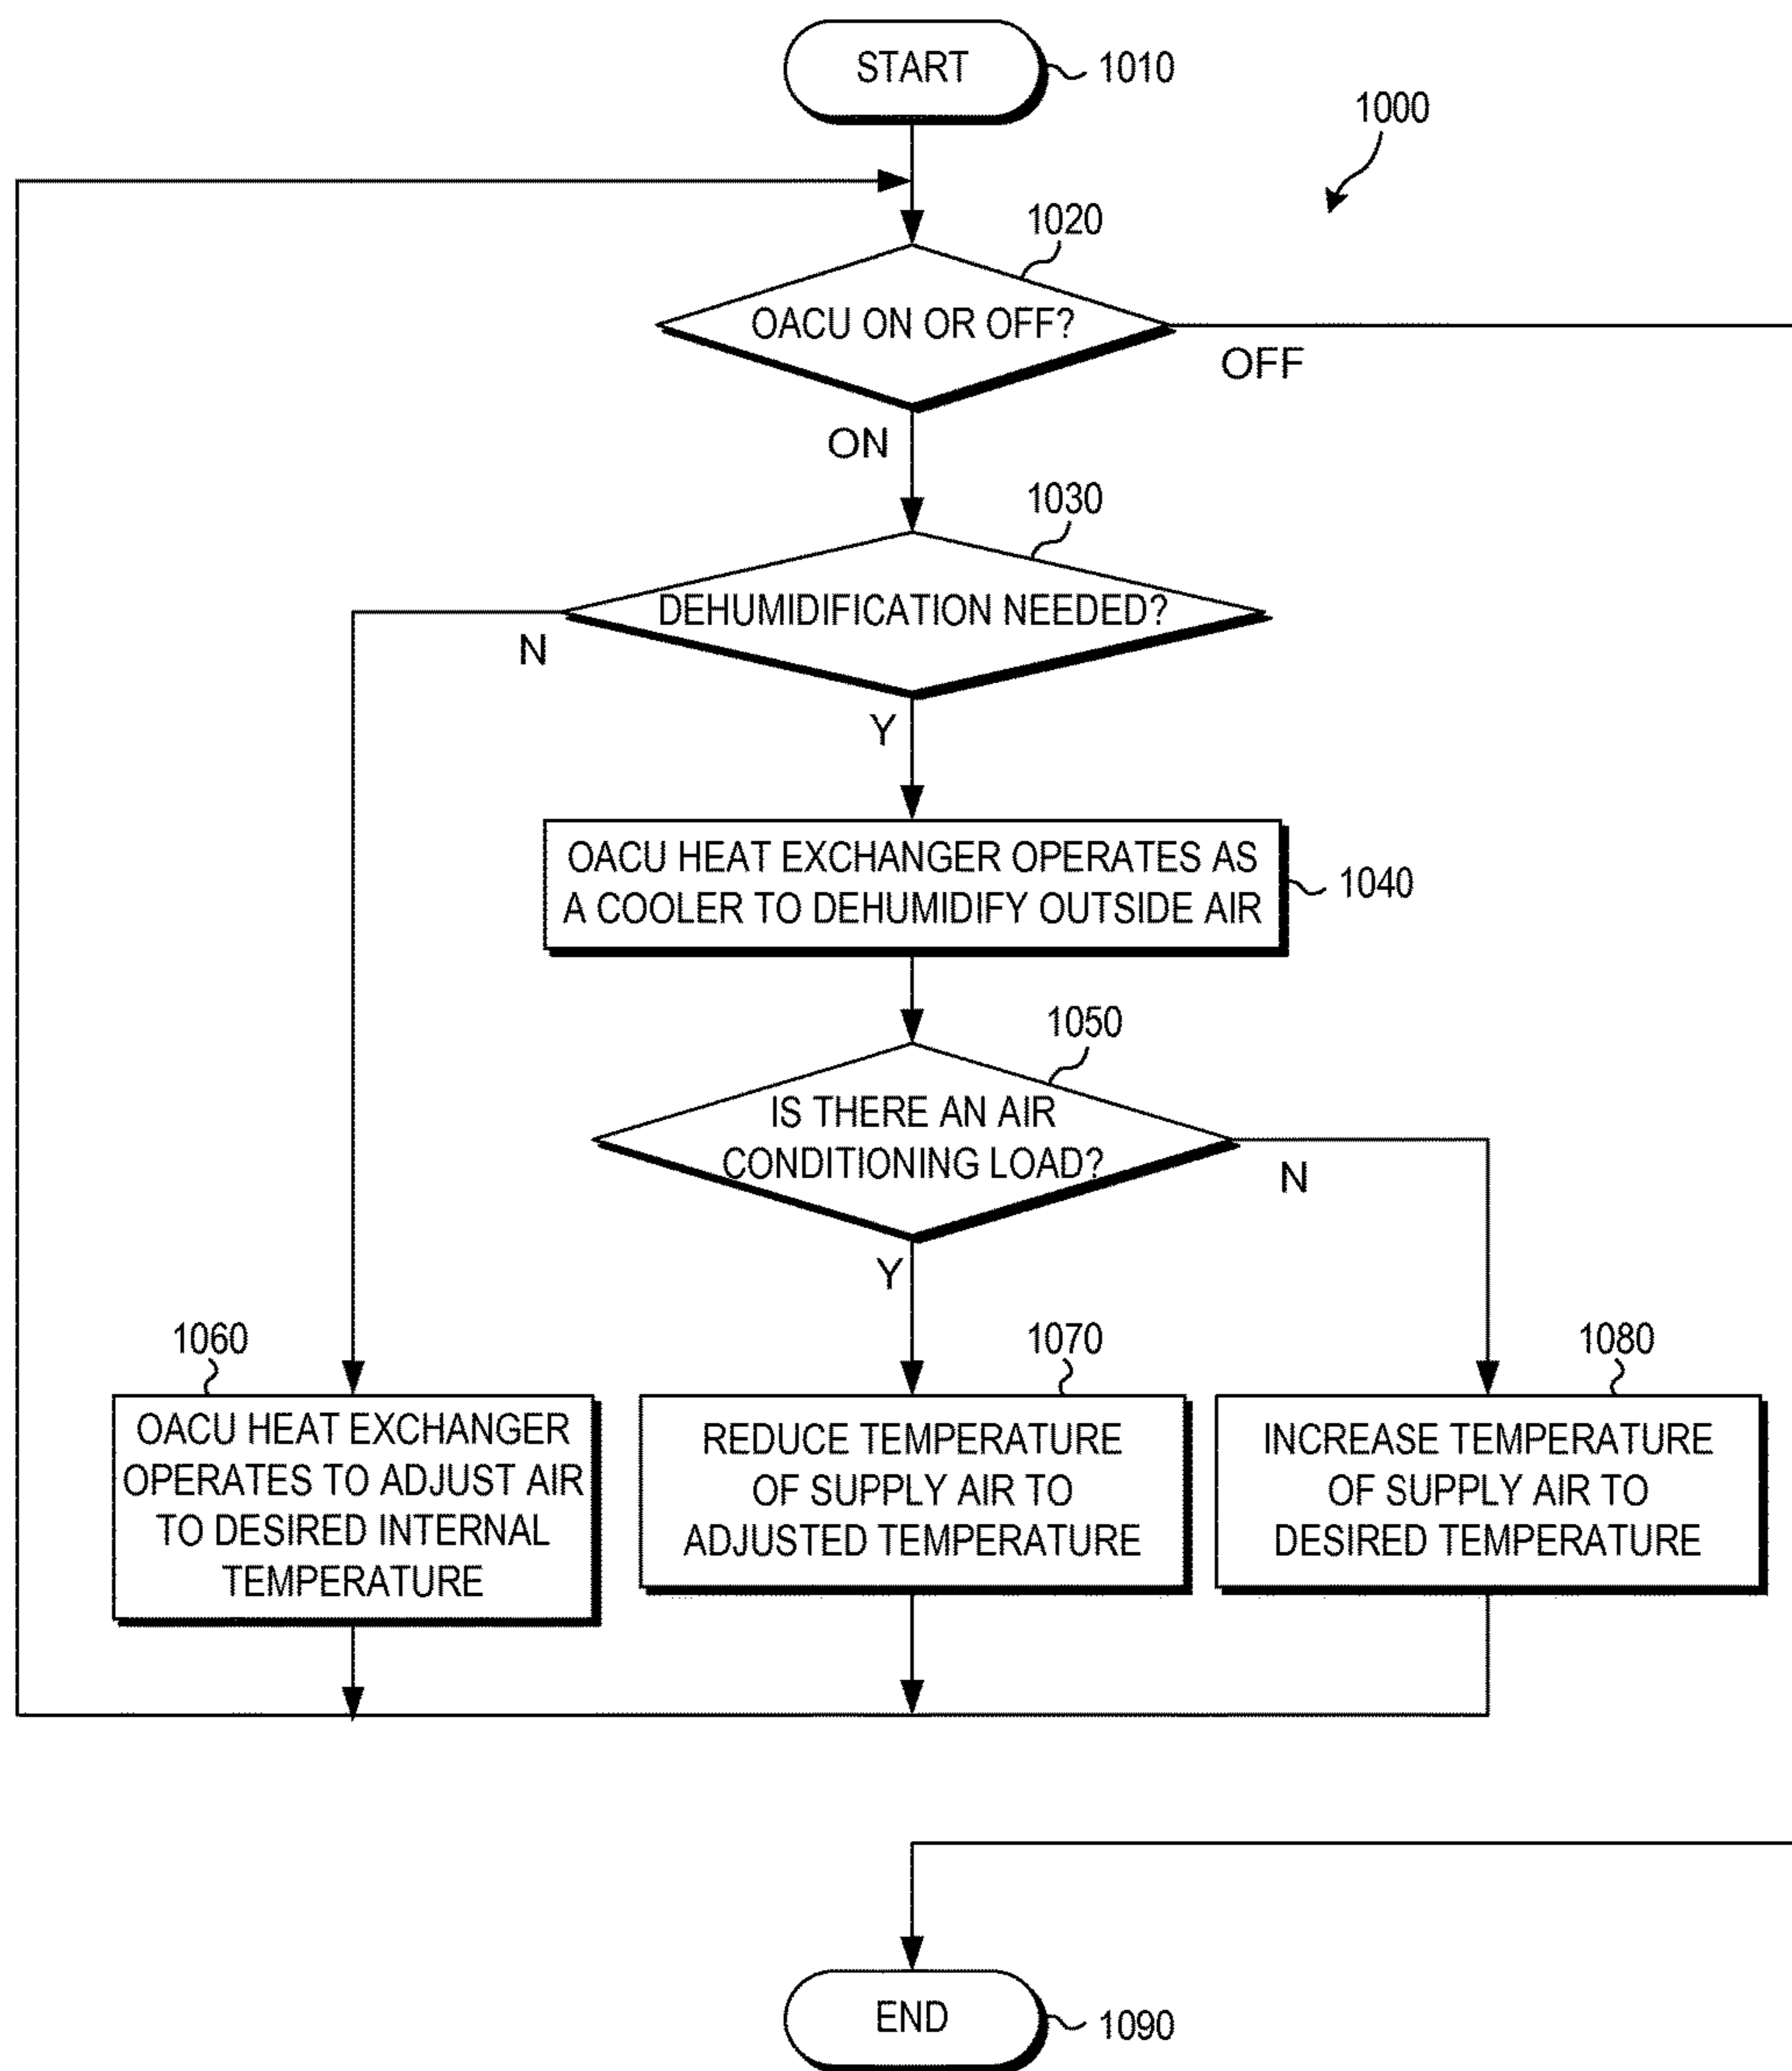 START
1010
1000
1020
OACU ON OR OFF?
OFF
ON
1030
DEHUMIDIFICATION NEEDED?
N
Y
OACU HEAT EXCHANGER OPERATES AS
A COOLER TO DEHUMIDIFY OUTSIDE AIR
1040
1050
IS THERE AN AIR
CONDITIONING LOAD?
N
Y
1060
OACU HEAT EXCHANGER
OPERATES TO ADJUST AIR
TO DESIRED INTERNAL
TEMPERATURE
1070
REDUCE TEMPERATURE
OF SUPPLY AIR TO
ADJUSTED TEMPERATURE
1080
INCREASE TEMPERATURE
OF SUPPLY AIR TO
DESIRED TEMPERATURE
END
1090